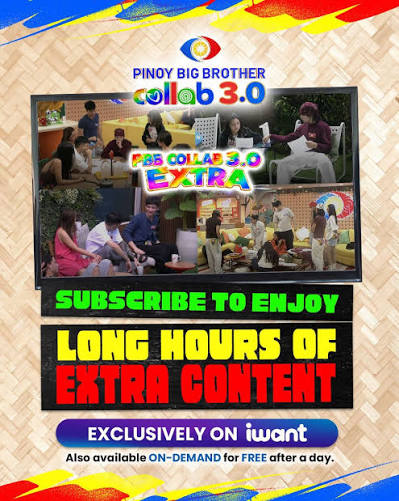 PINOY BIG BROTHER
collab 3.0
PBB COLLAB 3.0
EXTRA
SUBSCRIBE TO ENJOY
LONG HOURS OF
EXTRA CONTENT
EXCLUSIVELY ON iwant
Also available ON-DEMAND for FREE after a day.